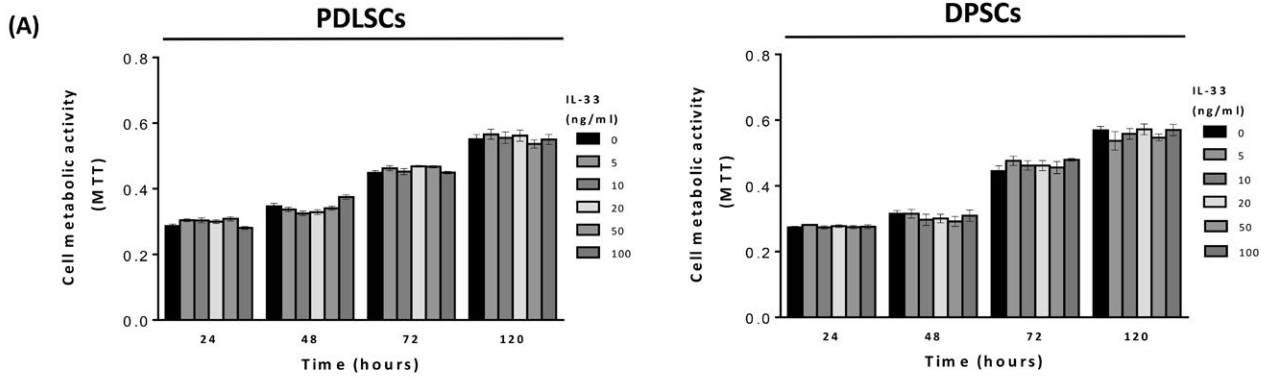 (A)
PDLSCs
0.8
0.6
0.4
0.2
0.0
Cell metabolic activity
(MTT)
24 48 72 120
Time (hours)
IL-33
(ng/ml)
0
5
10
20
50
100
DPSCs
0.8
0.6
0.4
0.2
0.0
Cell metabolic activity
(MTT)
24 48 72 120
Time (hours)
IL-33
(ng/ml)
0
5
10
20
50
100